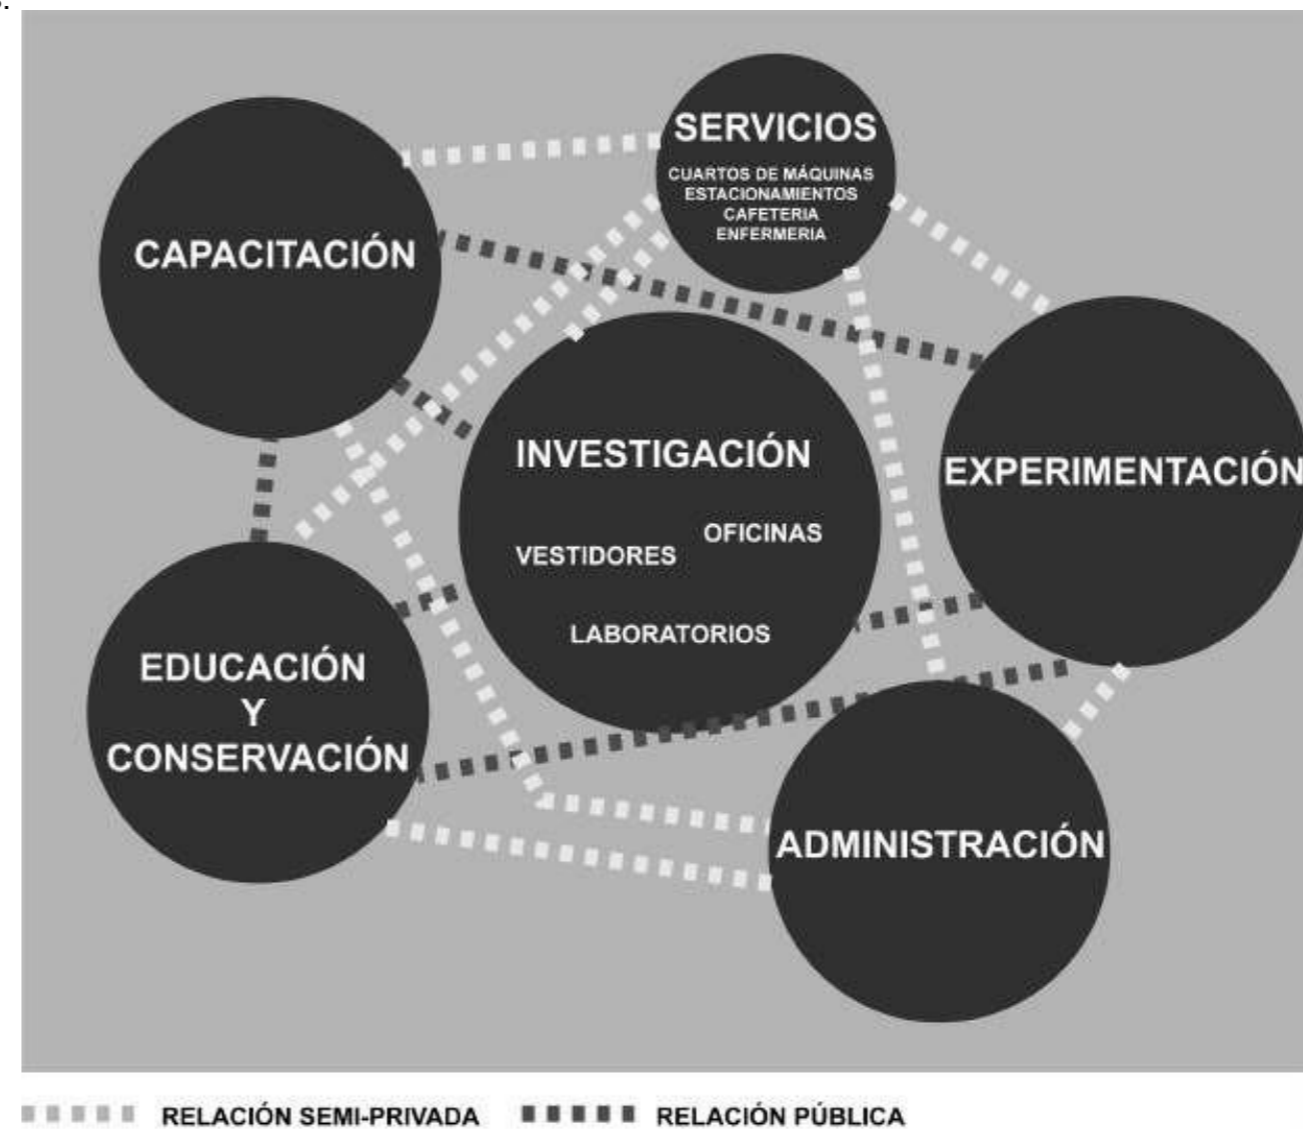 SERVICIOS
CUARTOS DE MÁQUINAS
ESTACIONAMIENTOS
CAFETERIA
ENFERMERIA
CAPACITACIÓN
INVESTIGACIÓN
OFICINAS
VESTIDORES
LABORATORIOS
EXPERIMENTACIÓN
EDUCACIÓN
Y
CONSERVACIÓN
ADMINISTRACIÓN
RELACIÓN SEMI-PRIVADA
RELACIÓN PÚBLICA